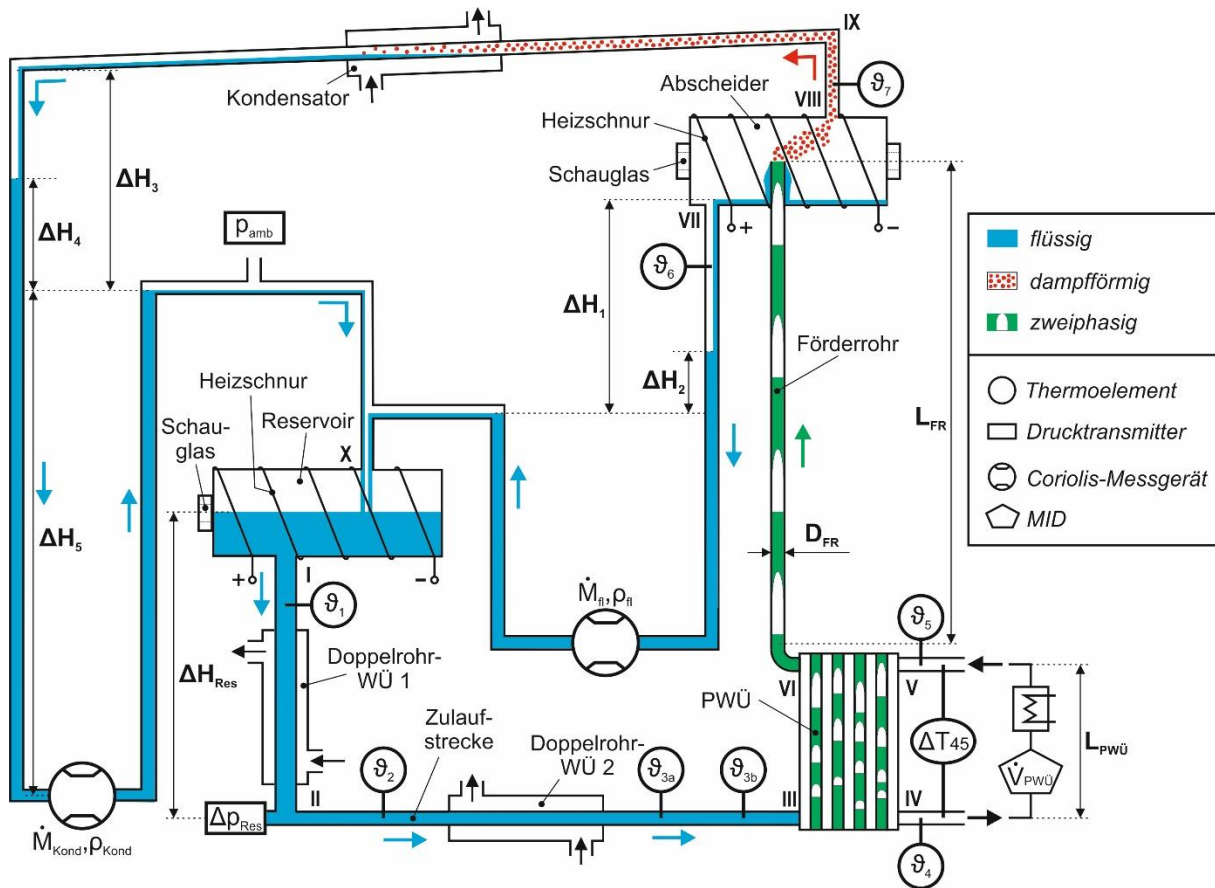 IX
Kondensator
Abscheider
VIII
ϑ7
Heizschnur
Schauglas
ΔH3
ΔH4
pamb
VII
+
-
ϑ6
ΔH1
ΔH2
Förderrohr
LFR
flüssig
dampfförmig
zweiphasig
Thermoelement
Drucktransmitter
Coriolis-Messgerät
MID
Heizschnur
Reservoir
Schau-
glas
X
ΔH5
DFR
+
-
I
ϑ1
Ṁfl,ρfl
ϑ5
ΔHRes
Doppelrohr-
WÜ 1
VI
V
PWÜ
ΔT45
LPWÜ
V̇PWÜ
Zulauf-
strecke
Doppelrohr-
WÜ 2
ϑ2
ϑ3a
ϑ3b
II
III
IV
ΔpRes
ṀKond,ρKond
ϑ4